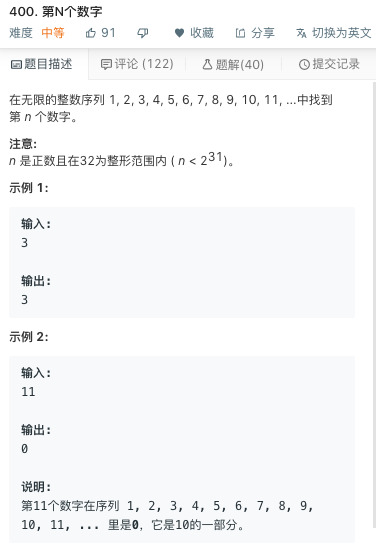 400. 第N个数字
难度 中等 91 收藏 分享 切换为英文
题目描述 评论 (122) 题解(40) 提交记录
在无限的整数序列 1, 2, 3, 4, 5, 6, 7, 8, 9, 10, 11, ...中找到
第 n 个数字。
注意:
n 是正数且在32为整形范围内 ( n < 2^31)。
示例 1:
输入:
3
输出:
3
示例 2:
输入:
11
输出:
0
说明:
第11个数字在序列 1, 2, 3, 4, 5, 6, 7, 8, 9,
10, 11, ... 里是0，它是10的一部分。